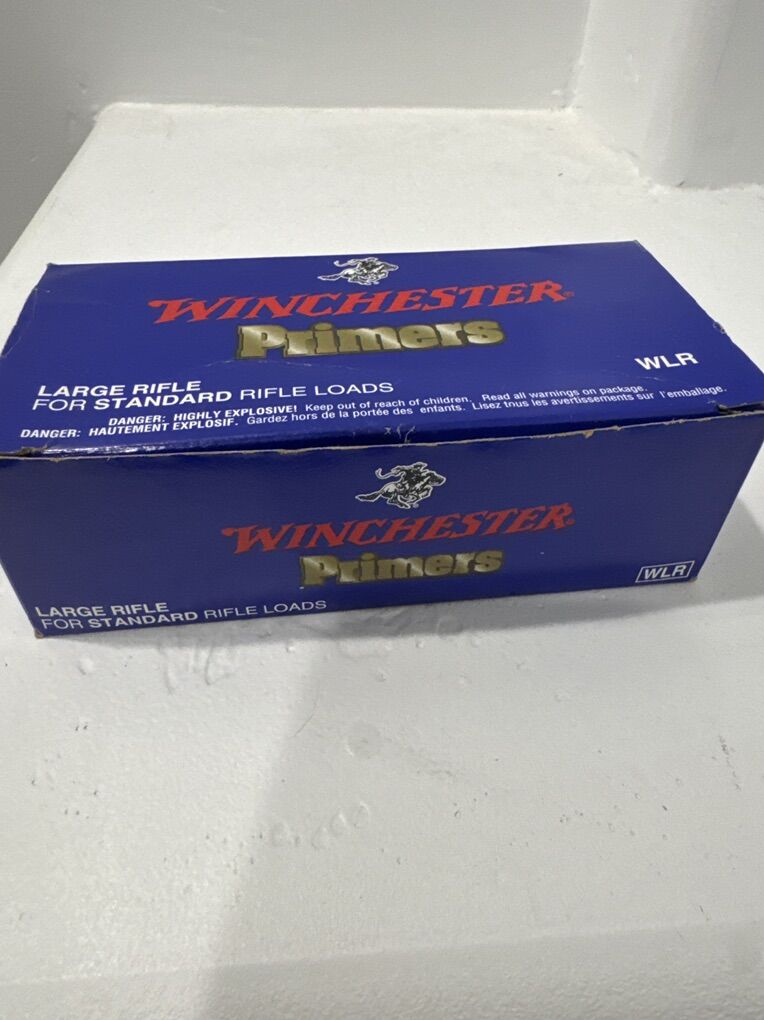 WINCHESTER®
Primers
WLR
LARGE RIFLE
FOR STANDARD RIFLE LOADS
DANGER: HIGHLY EXPLOSIVE! Keep out of reach of children. Read all warnings on package.
DANGER: HAUTEMENT EXPLOSIF. Gardez hors de la portée des enfants. Lisez tous les avertissements sur l'emballage.
WINCHESTER®
Primers
WLR
LARGE RIFLE
FOR STANDARD RIFLE LOADS